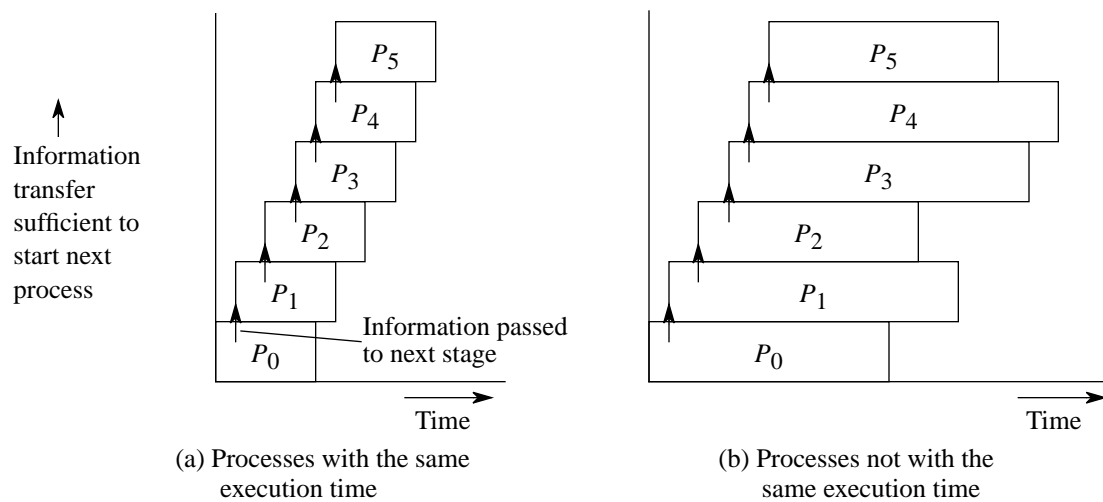 P5
P4
P3
P2
P1
P0
Information
transfer
sufficient to
start next
process
Information passed
to next stage
Time
(a) Processes with the same
execution time
P5
P4
P3
P2
P1
P0
Time
(b) Processes not with the
same execution time